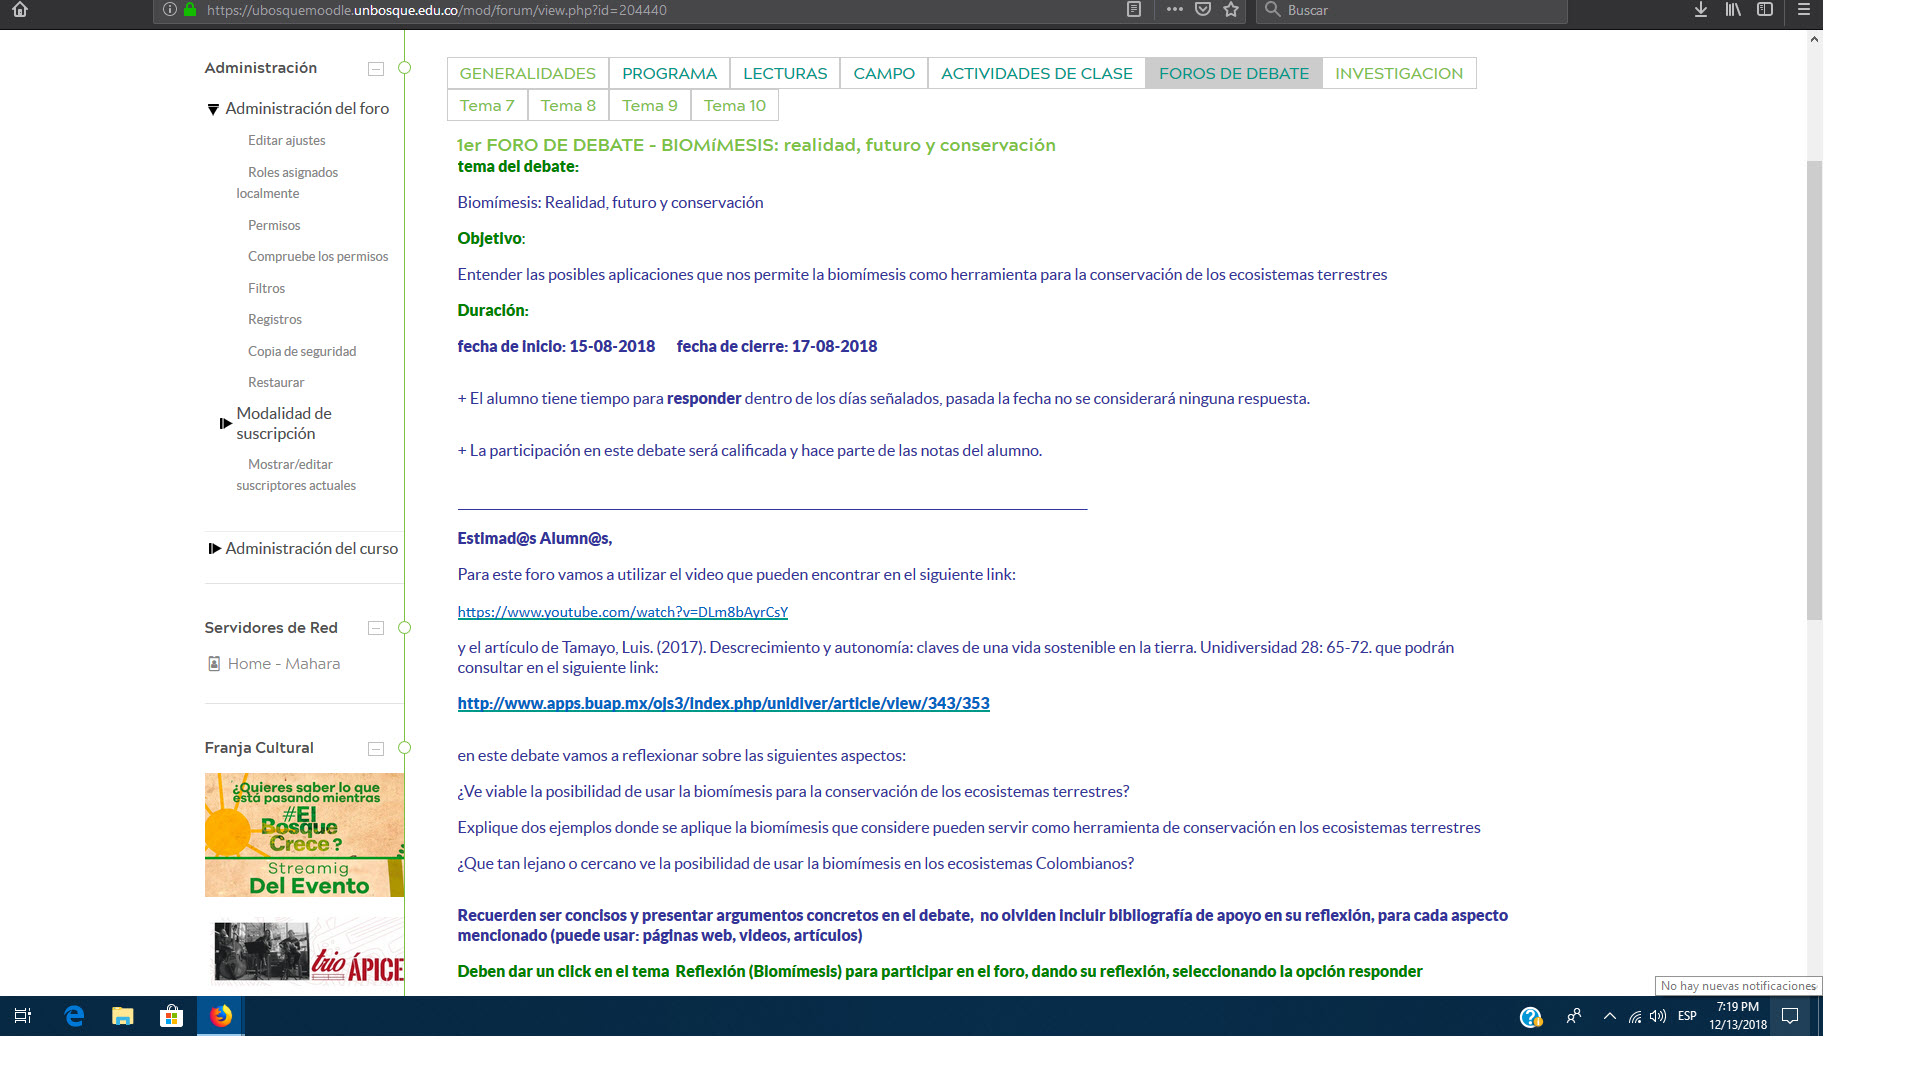 https://ubosquemoodle.unbosque.edu.co/mod/forum/view.php?id=204440
Buscar
Administración
Administración del foro
Editar ajustes
Roles asignados
localmente
Permisos
Compruebe los permisos
Filtros
Registros
Copia de seguridad
Restaurar
Modalidad de
suscripción
Mostrar/editar
suscriptores actuales
Administración del curso
Servidores de Red
Home - Mahara
Franja Cultural
¿Quieres saber lo que
está pasando mientras
#El
Bosque
Crece?
Streamig
Del Evento
trio ÁPICE
GENERALIDADES PROGRAMA LECTURAS CAMPO ACTIVIDADES DE CLASE FOROS DE DEBATE INVESTIGACION
Tema 7 Tema 8 Tema 9 Tema 10
1er FORO DE DEBATE - BIOMíMESIS: realidad, futuro y conservación
tema del debate:
Biomímesis: Realidad, futuro y conservación
Objetivo:
Entender las posibles aplicaciones que nos permite la biomímesis como herramienta para la conservación de los ecosistemas terrestres
Duración:
fecha de inicio: 15-08-2018 fecha de cierre: 17-08-2018
+ El alumno tiene tiempo para responder dentro de los días señalados, pasada la fecha no se considerará ninguna respuesta.
+ La participación en este debate será calificada y hace parte de las notas del alumno.
Estimad@s Alumn@s,
Para este foro vamos a utilizar el video que pueden encontrar en el siguiente link:
https://www.youtube.com/watch?v=DLm8bAyrCsY
y el artículo de Tamayo, Luis. (2017). Descrecimiento y autonomía: claves de una vida sostenible en la tierra. Unidiversidad 28: 65-72. que podrán
consultar en el siguiente link:
http://www.apps.buap.mx/ojs3/index.php/unidiver/article/view/343/353
en este debate vamos a reflexionar sobre las siguientes aspectos:
¿Ve viable la posibilidad de usar la biomímesis para la conservación de los ecosistemas terrestres?
Explique dos ejemplos donde se aplique la biomímesis que considere pueden servir como herramienta de conservación en los ecosistemas terrestres
¿Que tan lejano o cercano ve la posibilidad de usar la biomímesis en los ecosistemas Colombianos?
Recuerden ser concisos y presentar argumentos concretos en el debate, no olviden incluir bibliografía de apoyo en su reflexión, para cada aspecto
mencionado (puede usar: páginas web, videos, artículos)
Deben dar un click en el tema Reflexión (Biomímesis) para participar en el foro, dando su reflexión, seleccionando la opción responder
No hay nuevas notificaciones
ESP
7:19 PM
12/13/2018